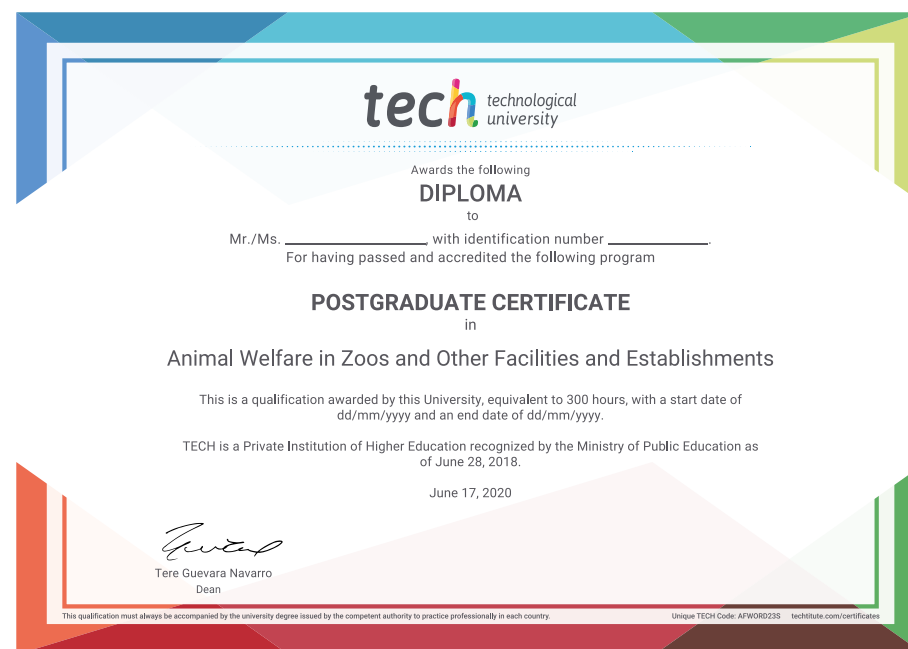 tech technological
university
Awards the following
DIPLOMA
to
Mr./Ms. ____________, with identification number ____________.
For having passed and accredited the following program
POSTGRADUATE CERTIFICATE
in
Animal Welfare in Zoos and Other Facilities and Establishments
This is a qualification awarded by this University, equivalent to 300 hours, with a start date of
dd/mm/yyyy and an end date of dd/mm/yyyy.
TECH is a Private Institution of Higher Education recognized by the Ministry of Public Education as
of June 28, 2018.
June 17, 2020
Tere Guevara Navarro
Dean
This qualification must always be accompanied by the university degree issued by the competent authority to practice professionally in each country. Unique TECH Code: AFWORD23S techtitute.com/certificates